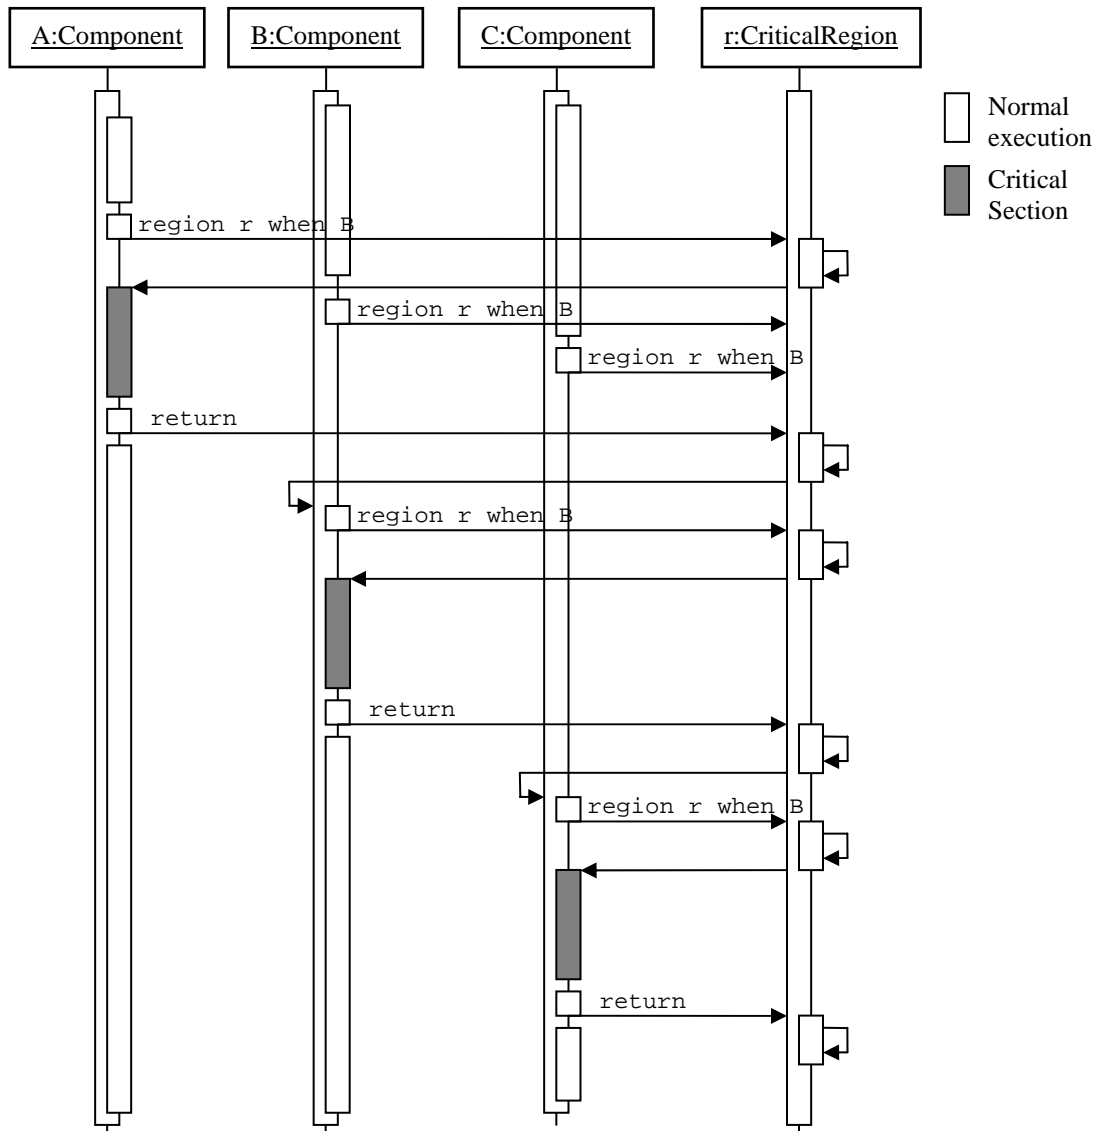 A:Component
B:Component
C:Component
r:CriticalRegion
Normal
execution
Critical
Section
region r when B
region r when B
region r when B
return
region r when B
return
region r when B
return